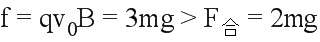 f = qv₀B = 3mg > F合 = 2mg